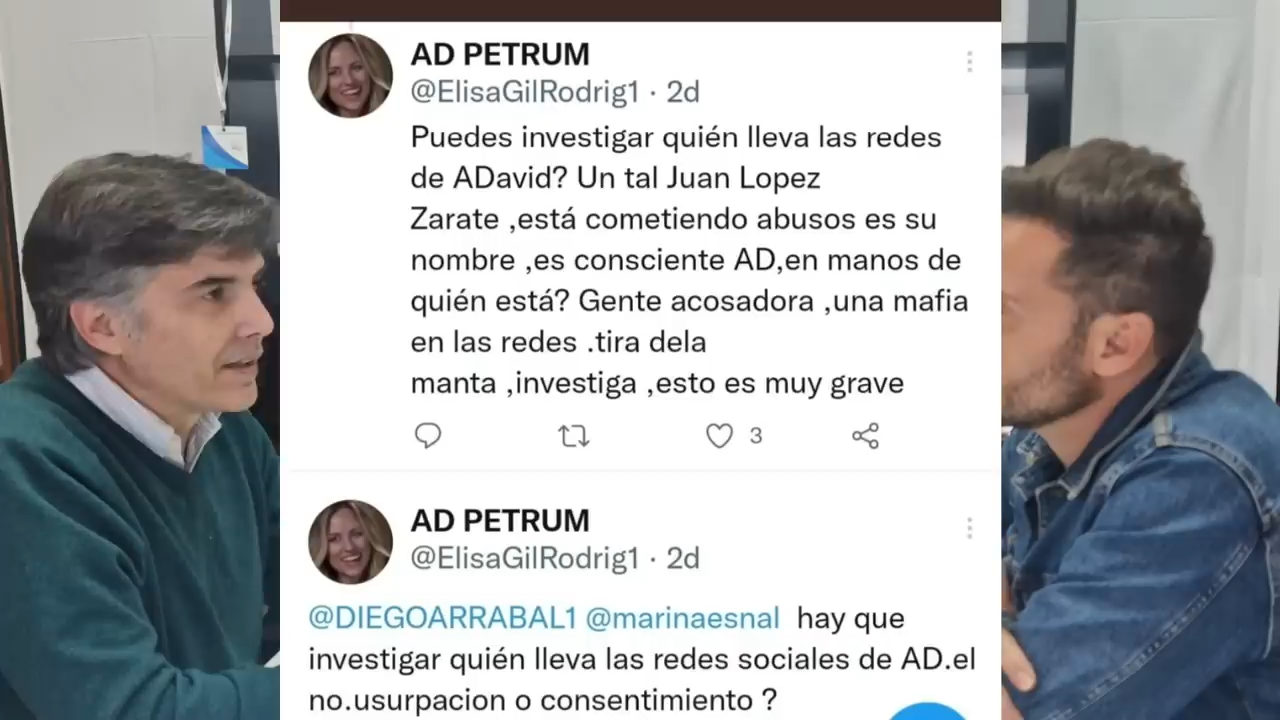 AD PETRUM
@ElisaGilRodrig1 · 2d
Puedes investigar quién lleva las redes
de ADavid? Un tal Juan Lopez
Zarate ,está cometiendo abusos es su
nombre ,es consciente AD,en manos de
quién está? Gente acosadora ,una mafia
en las redes .tira dela
manta ,investiga ,esto es muy grave
3
AD PETRUM
@ElisaGilRodrig1 · 2d
@DIEGOARRABAL1 @marinaesnal hay que
investigar quién lleva las redes sociales de AD.el
no.usurpacion o consentimiento ?